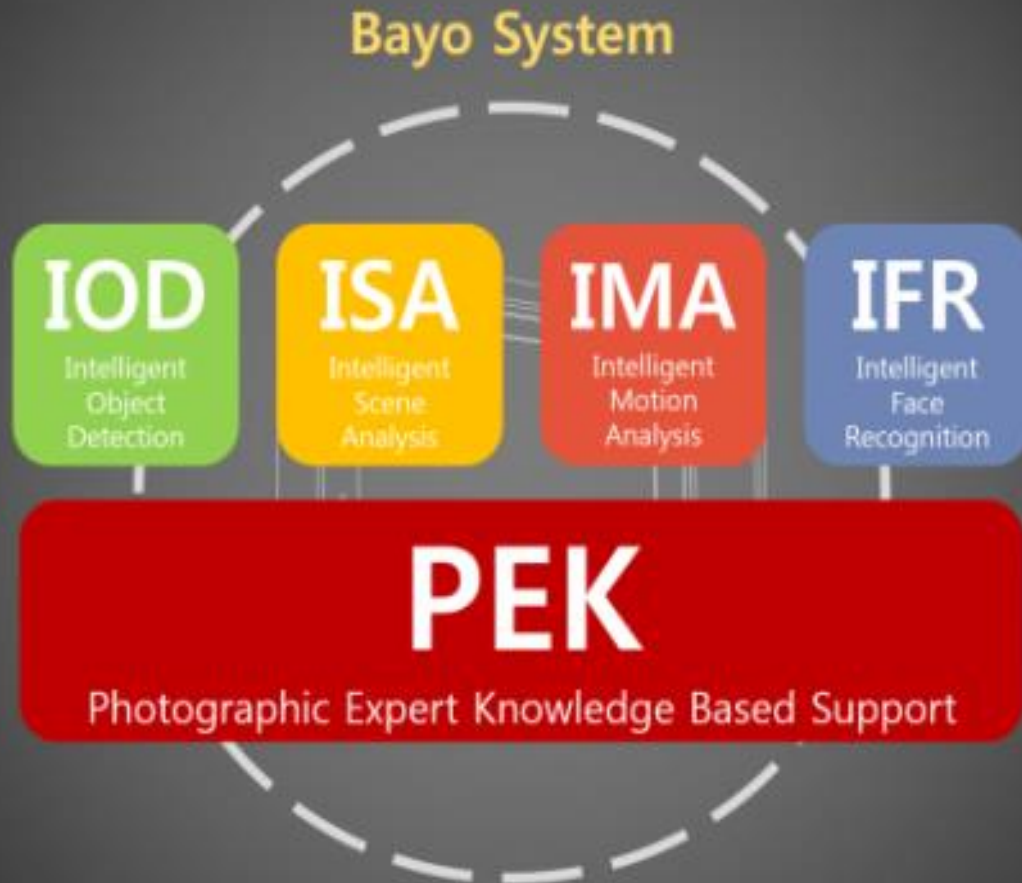 Bayo System
IOD
Intelligent
Object
Detection
ISA
Intelligent
Scene
Analysis
IMA
Intelligent
Motion
Analysis
IFR
Intelligent
Face
Recognition
PEK
Photographic Expert Knowledge Based Support